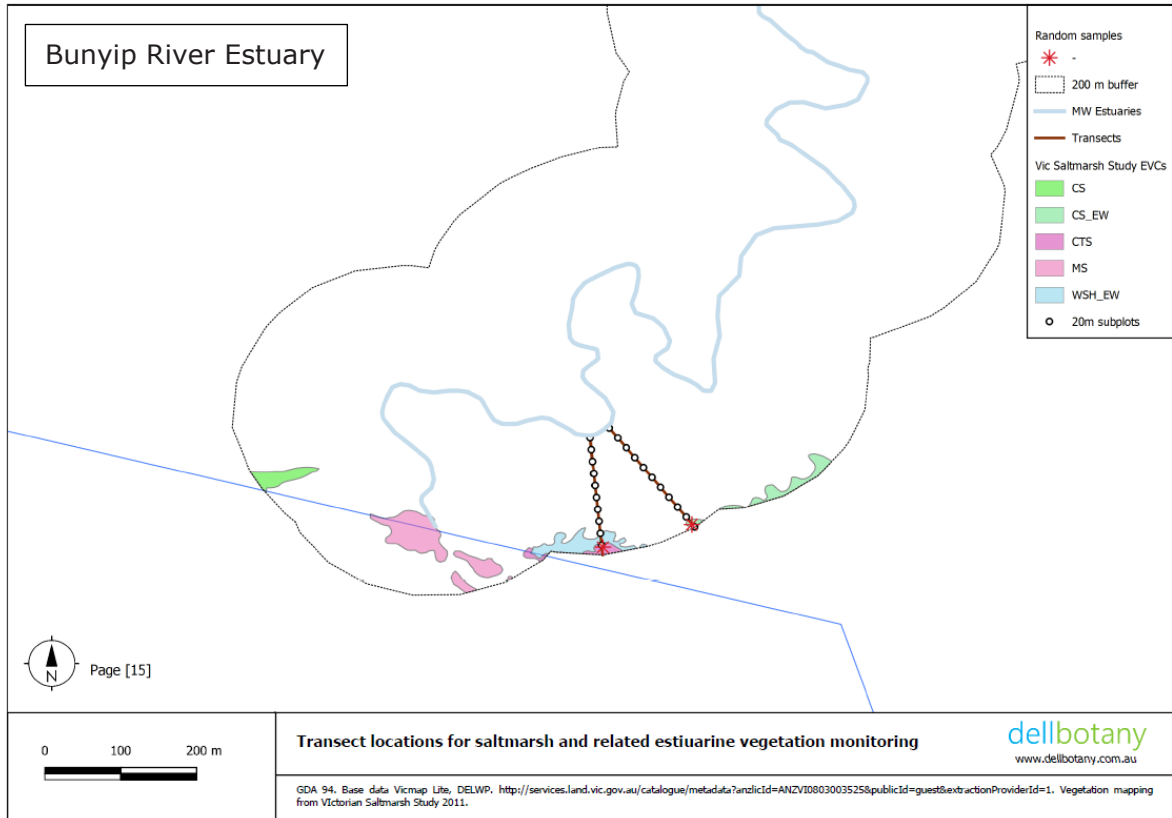 Bunyip River Estuary
Random samples
-
200 m buffer
MW Estuaries
Transects
Vic Saltmarsh Study EVCs
CS
CS_EW
CTS
MS
WSH_EW
20m subplots
N
Page [15]
0 100 200 m
Transect locations for saltmarsh and related estiuarine vegetation monitoring
dellbotany
www.dellbotany.com.au
GDA 94. Base data Vicmap Lite, DELWP. http://services.land.vic.gov.au/catalogue/metadata?anzlicId=ANZVI0803003525&publicId=guest&extractionProviderId=1. Vegetation mapping
from VIctorian Saltmarsh Study 2011.